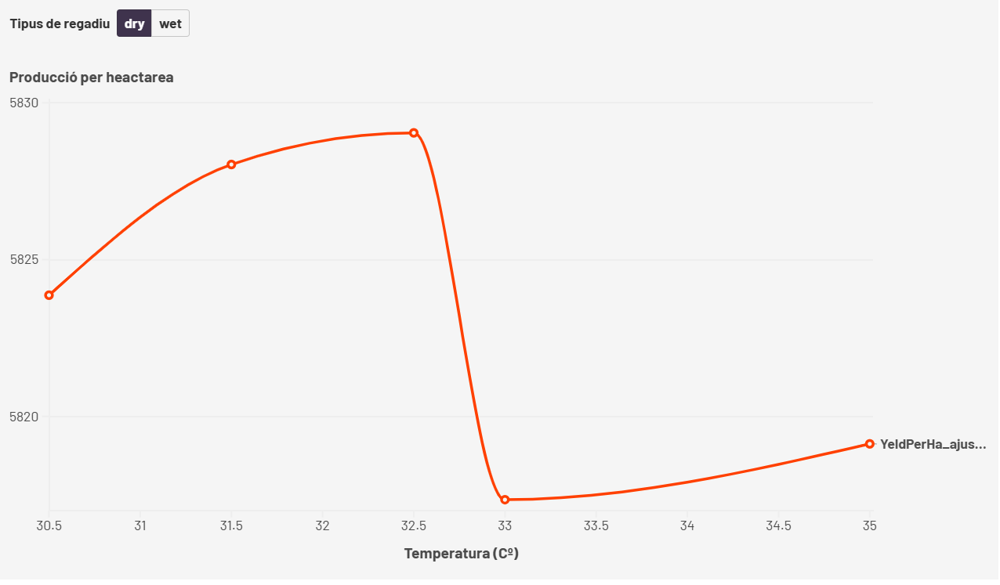 Tipus de regadiu dry wet
Producció per heactarea
5830
5825
5820
YeldPerHa_ajus...
30.5 31 31.5 32 32.5 33 33.5 34 34.5 35
Temperatura (Cº)